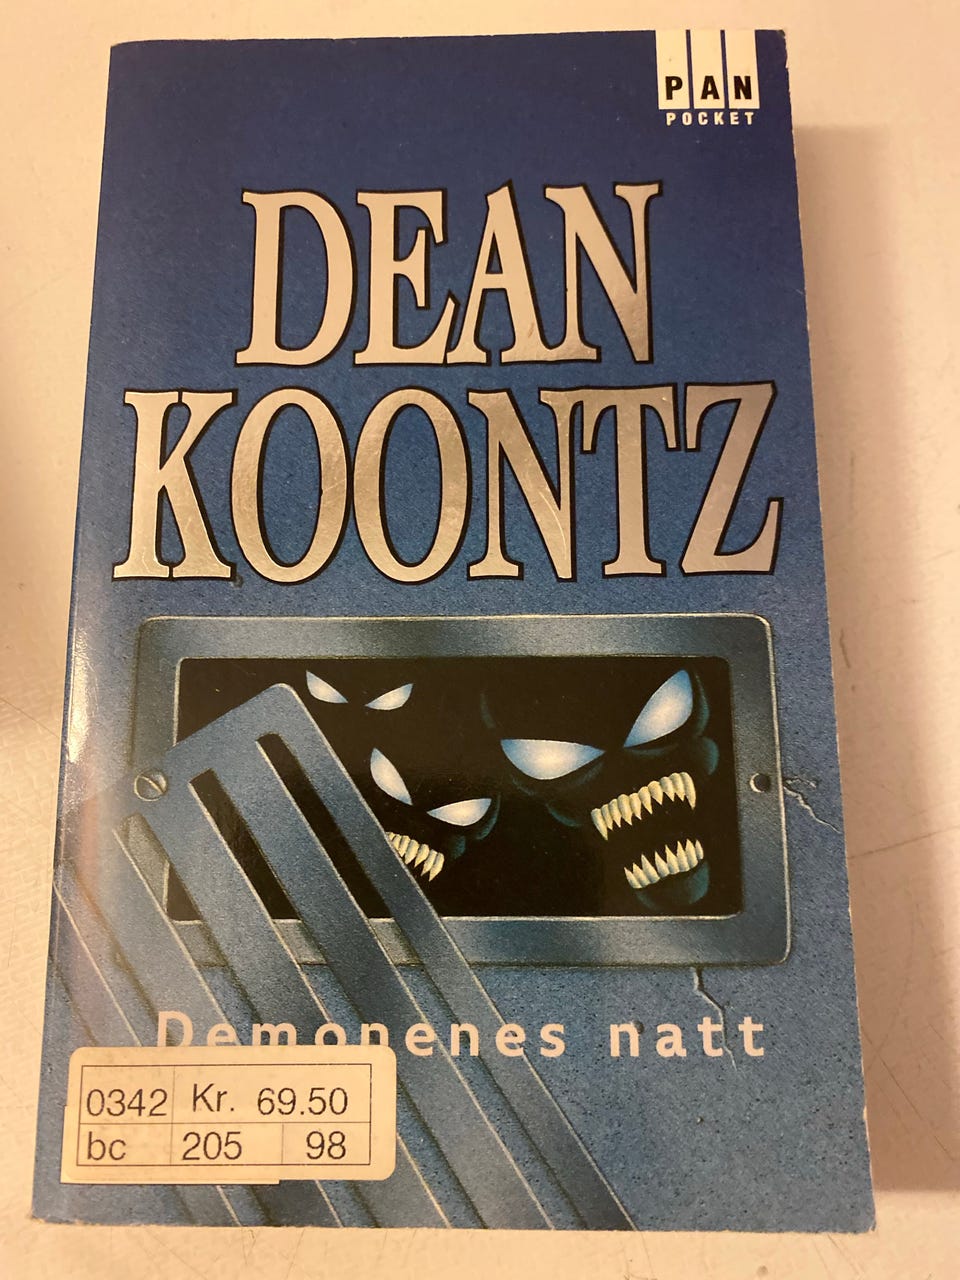 PAN
POCKET
DEAN
KOONTZ
Demonenes natt
0342 Kr. 69.50
bc 205 98